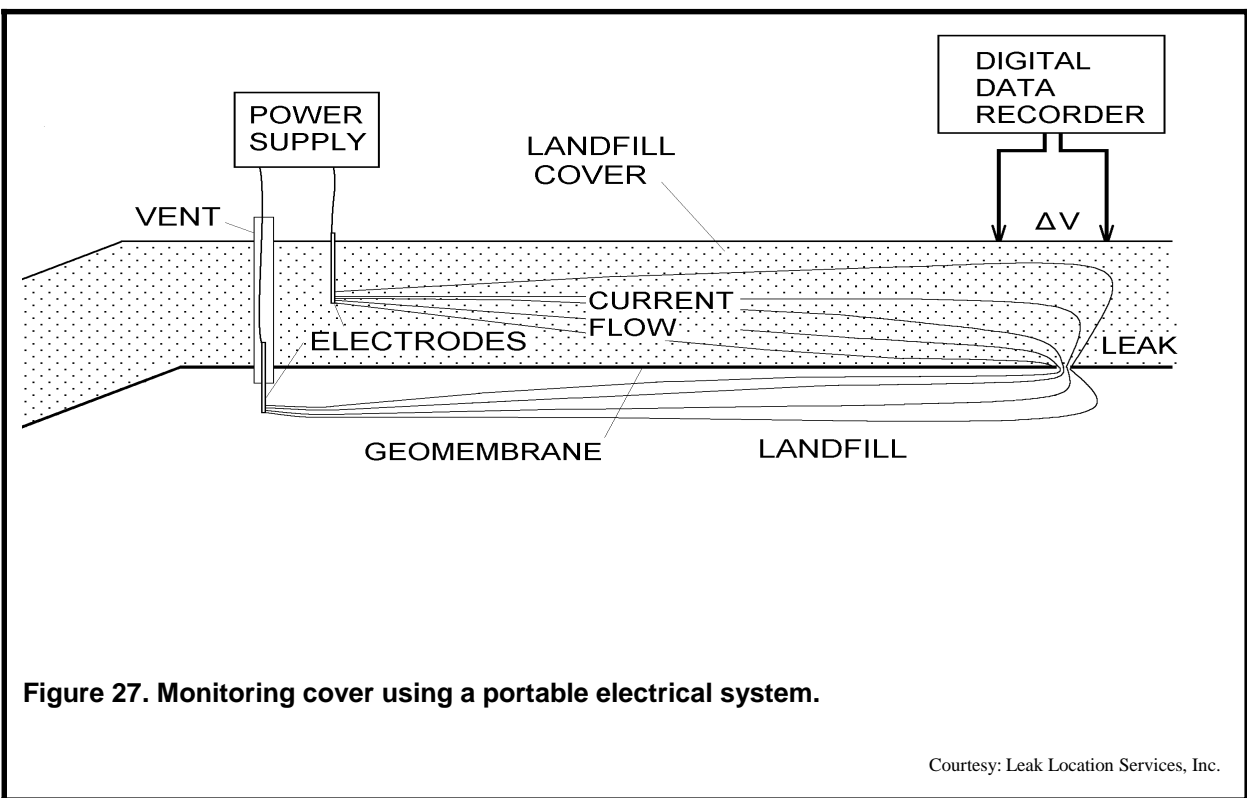 DIGITAL
DATA
RECORDER
POWER
SUPPLY
LANDFILL
COVER
VENT
ΔV
CURRENT
FLOW
ELECTRODES
LEAK
GEOMEMBRANE
LANDFILL
Figure 27. Monitoring cover using a portable electrical system.
Courtesy: Leak Location Services, Inc.